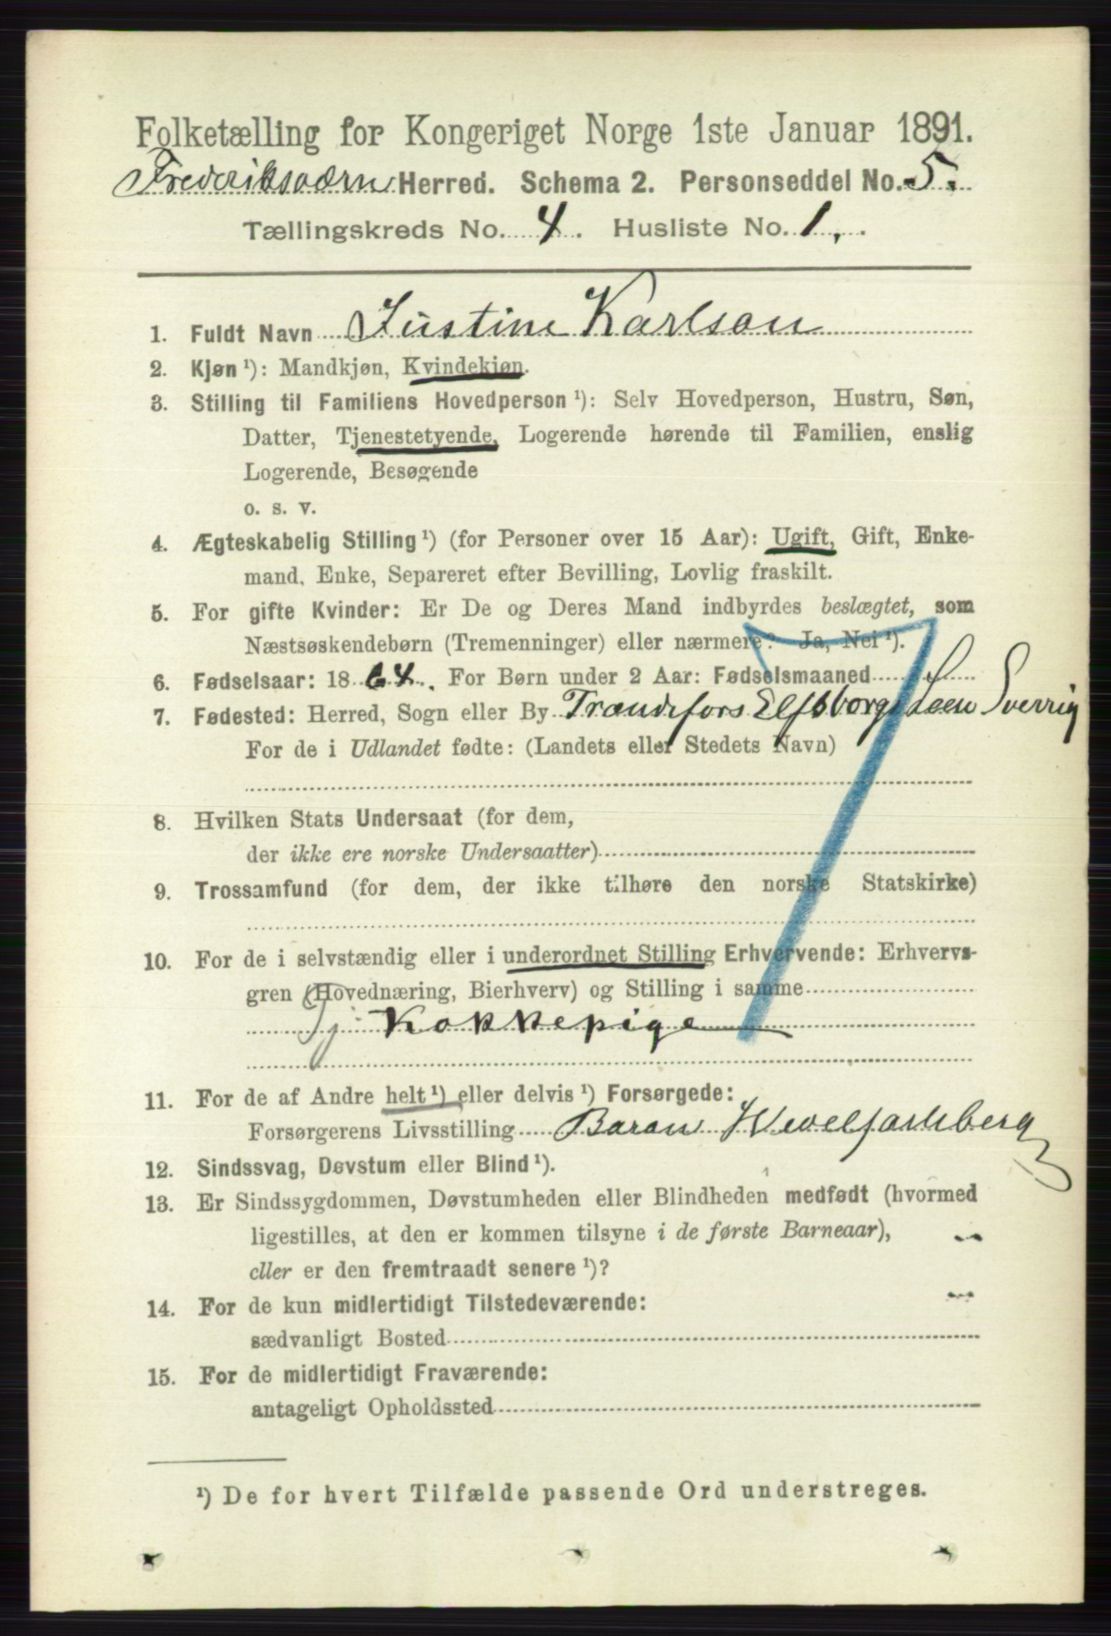 Folketælling for Kongeriget Norge 1ste Januar 1891.
Frederiksværn Herred. Schema 2. Personseddel No. 5.
Tællingskreds No. 4. Husliste No. 1.
1. Fuldt Navn Justine Karlson
2. Kjøn ¹): Mandkjøn, Kvindekjøn.
3. Stilling til Familiens Hovedperson ¹): Selv Hovedperson, Hustru, Søn,
Datter, Tjenestetyende, Logerende hørende til Familien, enslig
Logerende, Besøgende
o. s. v.
4. Ægteskabelig Stilling ¹) (for Personer over 15 Aar): Ugift, Gift, Enke-
mand, Enke, Separeret efter Bevilling, Lovlig fraskilt.
5. For gifte Kvinder: Er De og Deres Mand indbyrdes beslægtet, som
Næstsøskendebørn (Tremenninger) eller nærmere? Ja, Nei ¹).
6. Fødselsaar: 1864. For Børn under 2 Aar: Fødselsmaaned
7. Fødested: Herred, Sogn eller By Elfsborgs Leen Sverrig
For de i Udlandet fødte: (Landets eller Stedets Navn)
8. Hvilken Stats Undersaat (for dem,
der ikke ere norske Undersaatter)
9. Trossamfund (for dem, der ikke tilhøre den norske Statskirke)
10. For de i selvstændig eller i underordnet Stilling Erhvervende: Erhvervs-
gren (Hovednæring, Bierhverv) og Stilling i samme
Tj Kokkepige
11. For de af Andre helt ¹) eller delvis ¹) Forsørgede:
Forsørgerens Livsstilling Baron Wedeljarlsberg
12. Sindssvag, Døvstum eller Blind ¹).
13. Er Sindssygdommen, Døvstumheden eller Blindheden medfødt (hvormed
ligestilles, at den er kommen tilsyne i de første Barneaar),
eller er den fremtraadt senere ¹)?
14. For de kun midlertidigt Tilstedeværende:
sædvanligt Bosted
15. For de midlertidigt Fraværende:
antageligt Opholdssted
¹) De for hvert Tilfælde passende Ord understreges.